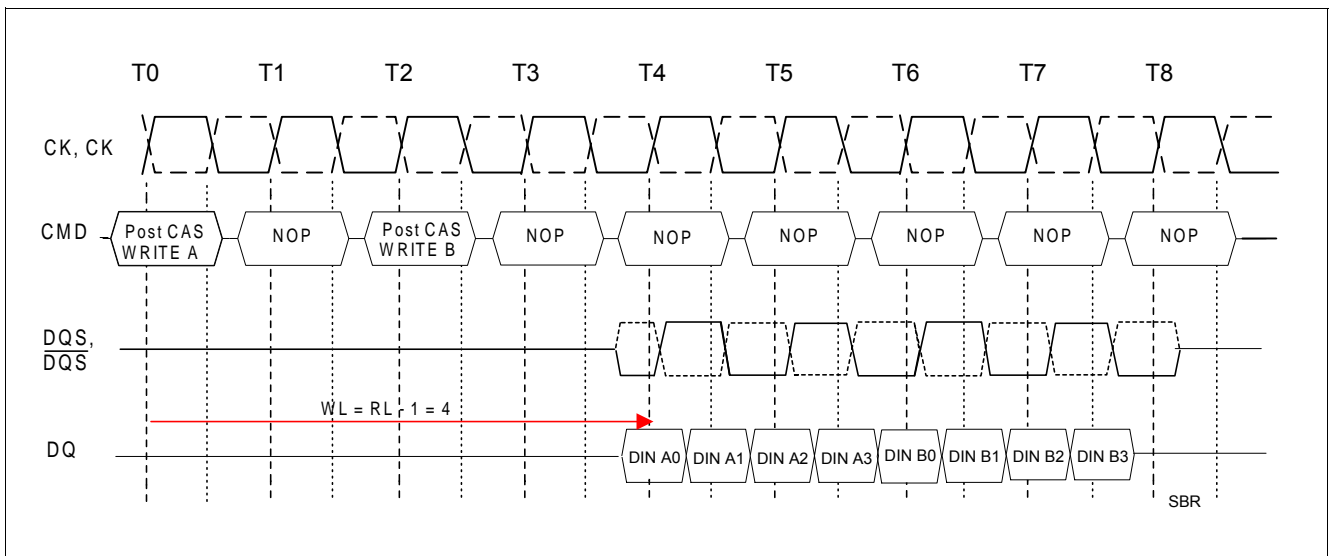 T0 T1 T2 T3 T4 T5 T6 T7 T8
CK, CK
CMD Post CAS WRITE A NOP Post CAS WRITE B NOP NOP NOP NOP NOP NOP
DQS,
DQS
WL = RL - 1 = 4
DQ DIN A0 DIN A1 DIN A2 DIN A3 DIN B0 DIN B1 DIN B2 DIN B3
SBR